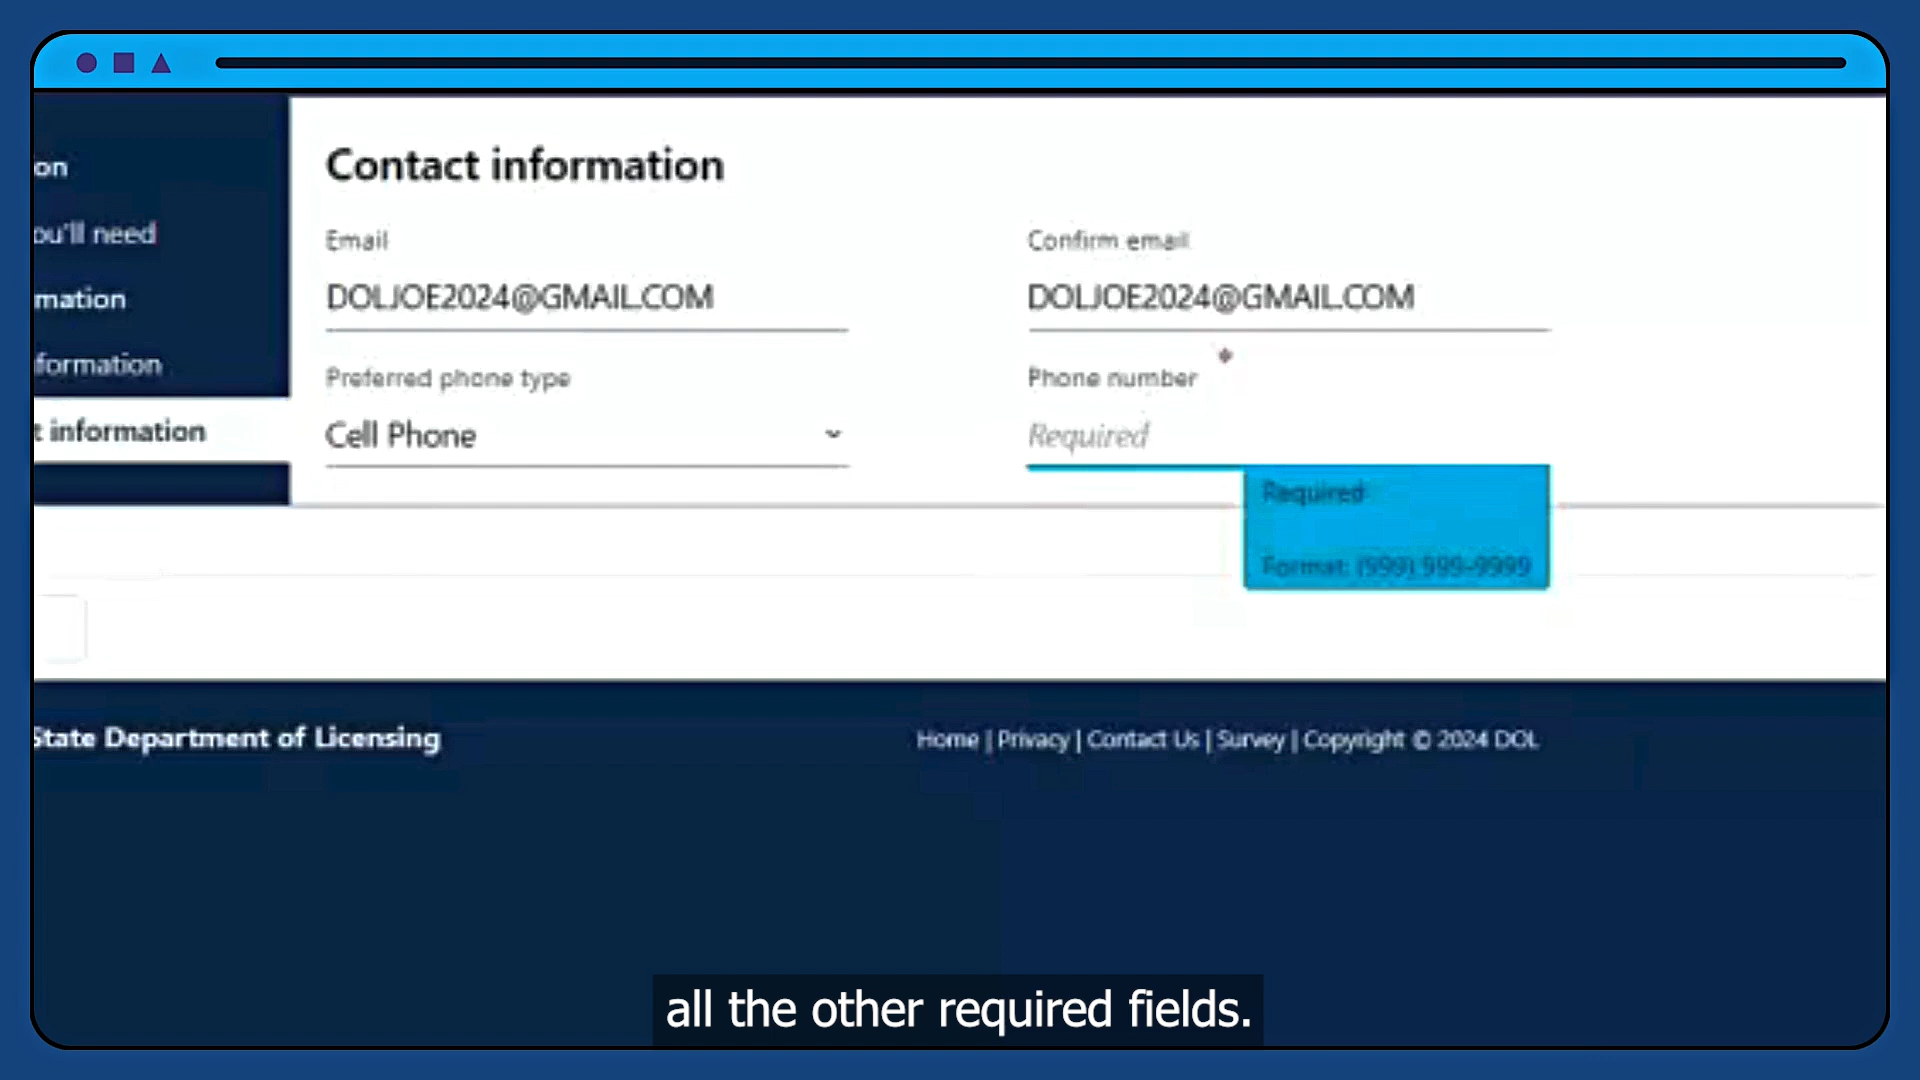 on
ou'll need
mation
formation
t information
Contact information
Email
Confirm email
DOLJOE2024@GMAIL.COM
DOLJOE2024@GMAIL.COM
Preferred phone type
Phone number
Cell Phone
Required
Required
Format: (999) 999-9999
State Department of Licensing
Home | Privacy | Contact Us | Survey | Copyright © 2024 DOL
all the other required fields.